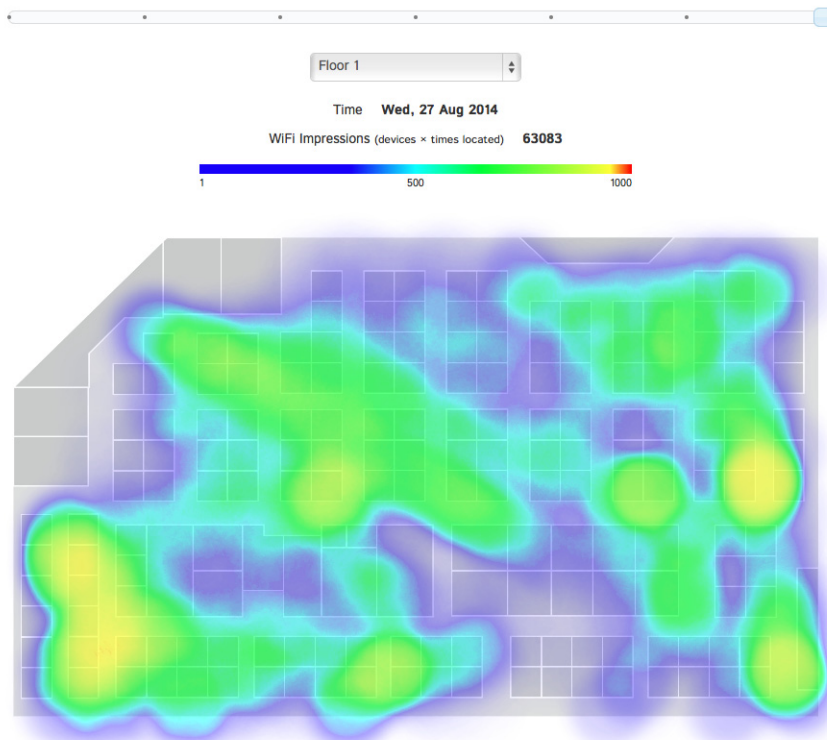 Floor 1
Time Wed, 27 Aug 2014
WiFi Impressions (devices × times located) 63083
1 500 1000